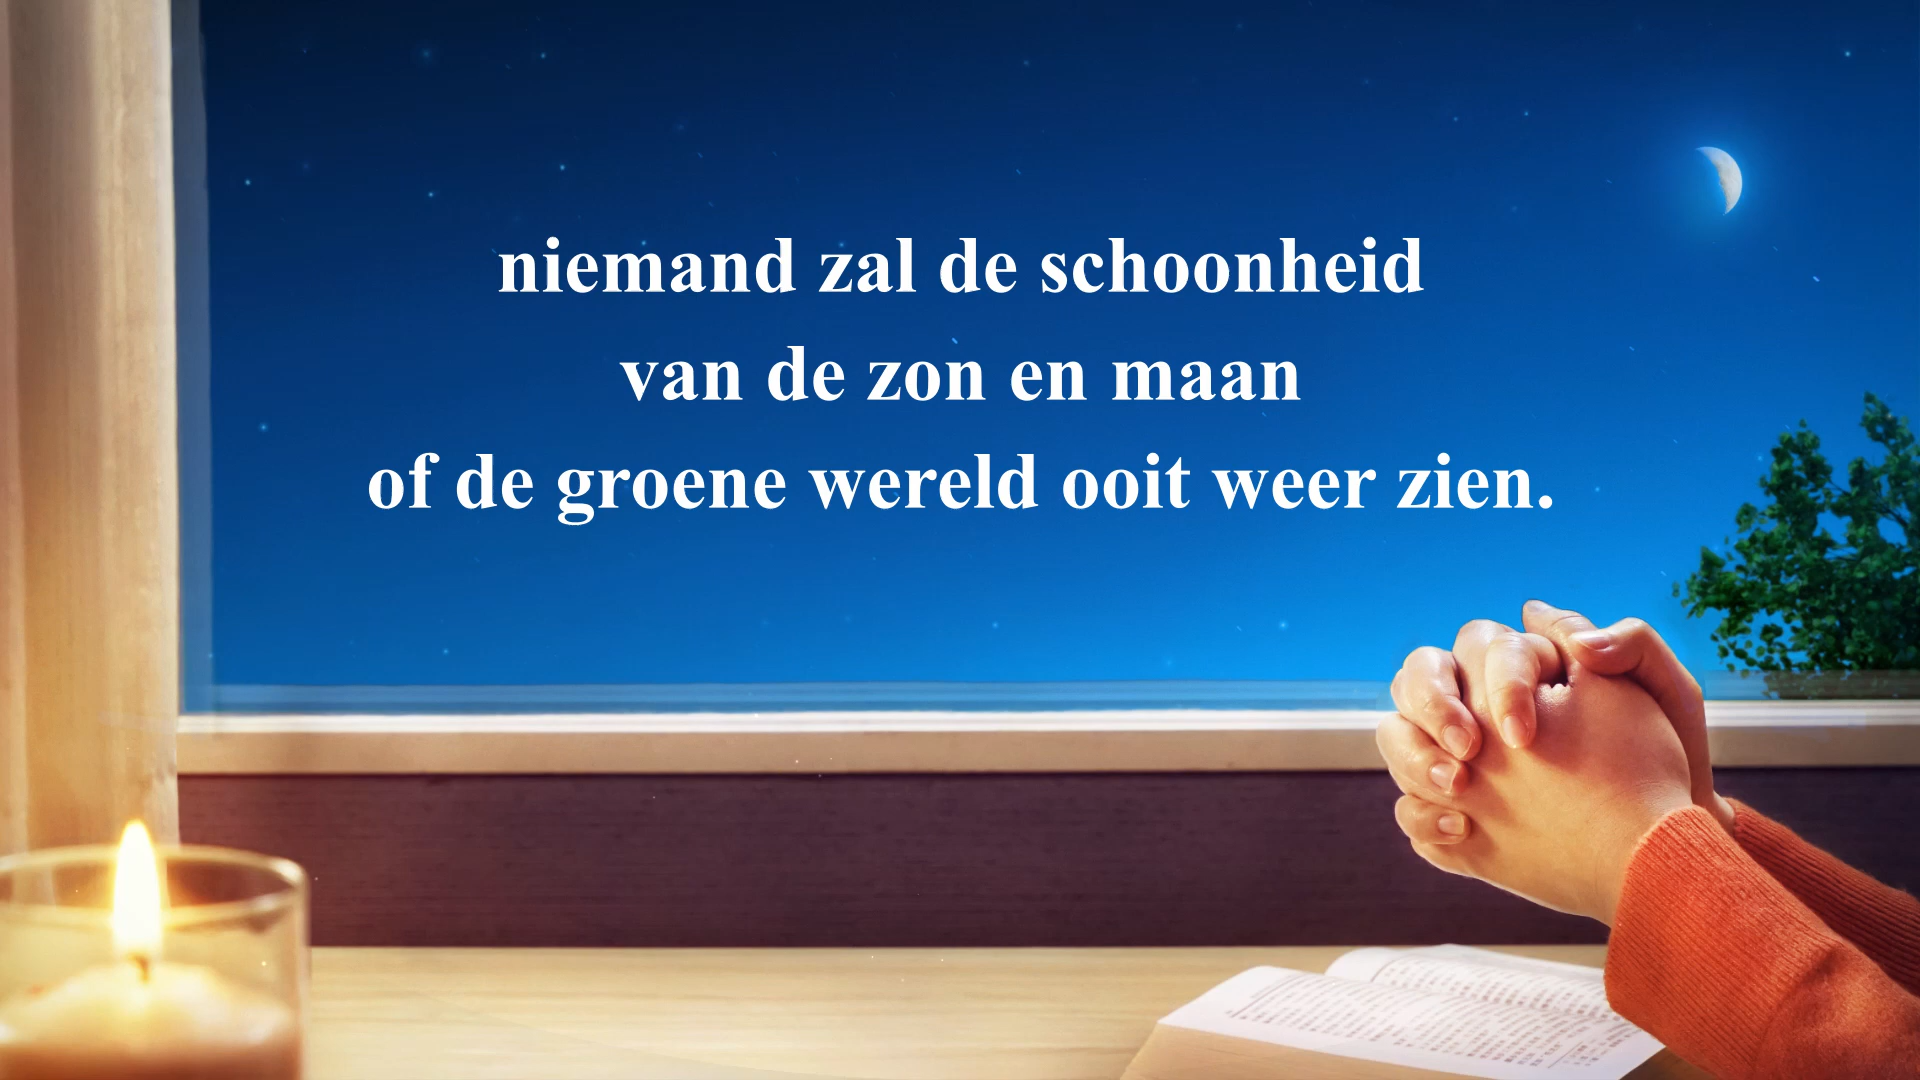 niemand zal de schoonheid
van de zon en maan
of de groene wereld ooit weer zien.